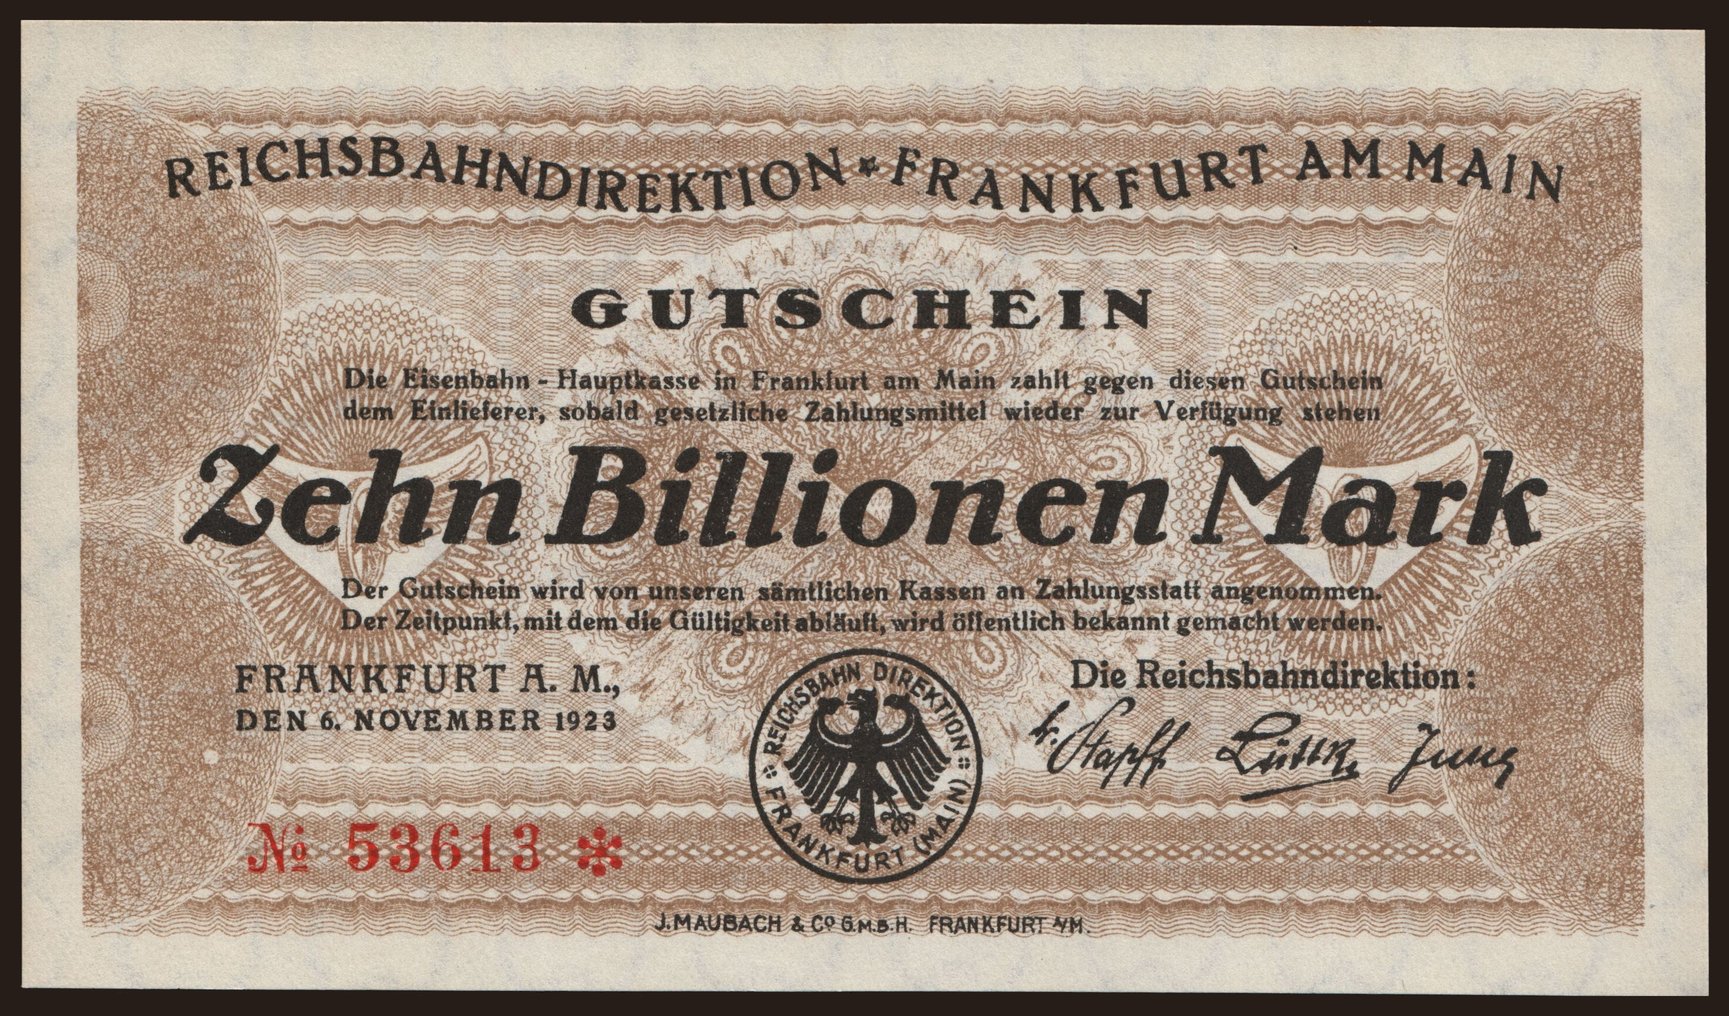 REICHSBAHNDIREKTION * FRANKFURT AM MAIN
GUTSCHEIN
Die Eisenbahn - Hauptkasse in Frankfurt am Main zahlt gegen diesen Gutschein
dem Einlieferer, sobald gesetzliche Zahlungsmittel wieder zur Verfügung stehen
Zehn Billionen Mark
Der Gutschein wird von unseren sämtlichen Kassen an Zahlungsstatt angenommen.
Der Zeitpunkt, mit dem die Gültigkeit abläuft, wird öffentlich bekannt gemacht werden.
FRANKFURT A. M.,
DEN 6. NOVEMBER 1923
REICHSBAHN DIREKTION
FRANKFURT (MAIN)
Die Reichsbahndirektion:
Stapff Jung
№ 53613 *
J. MAUBACH & Cº G.M.B.H. FRANKFURT A/M.